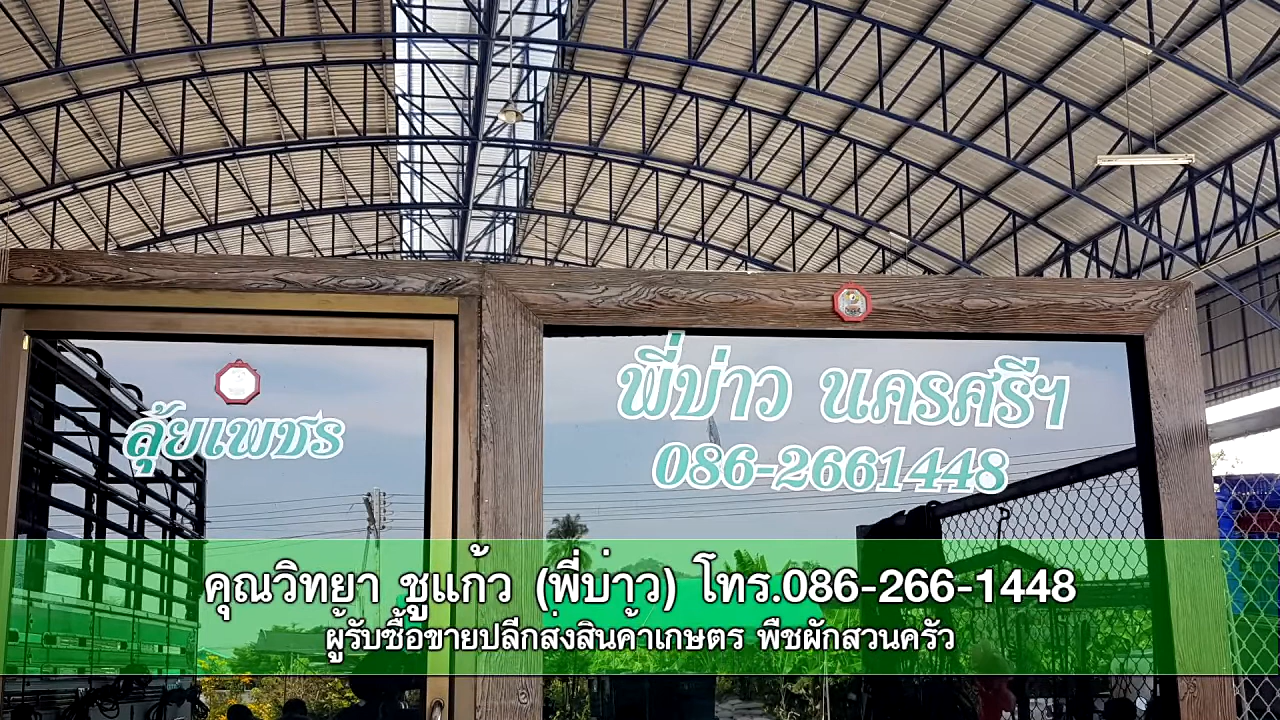 พี่บ่าว นครศรีฯ
ลุ้ยเพชร
086-2661448
คุณวิทยา ชูแก้ว (พี่บ่าว) โทร.086-266-1448
ผู้รับซื้อขายปลีกส่งสินค้าเกษตร พืชผักสวนครัว